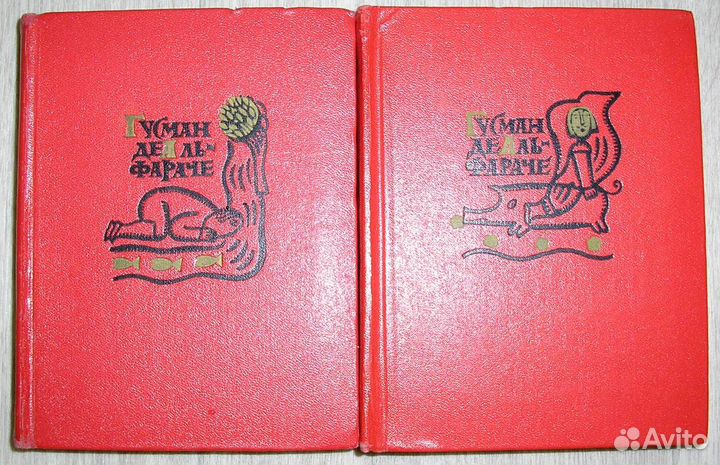 Гусман
де Аль-
фараче
Гусман
де Аль-
фараче
Avito